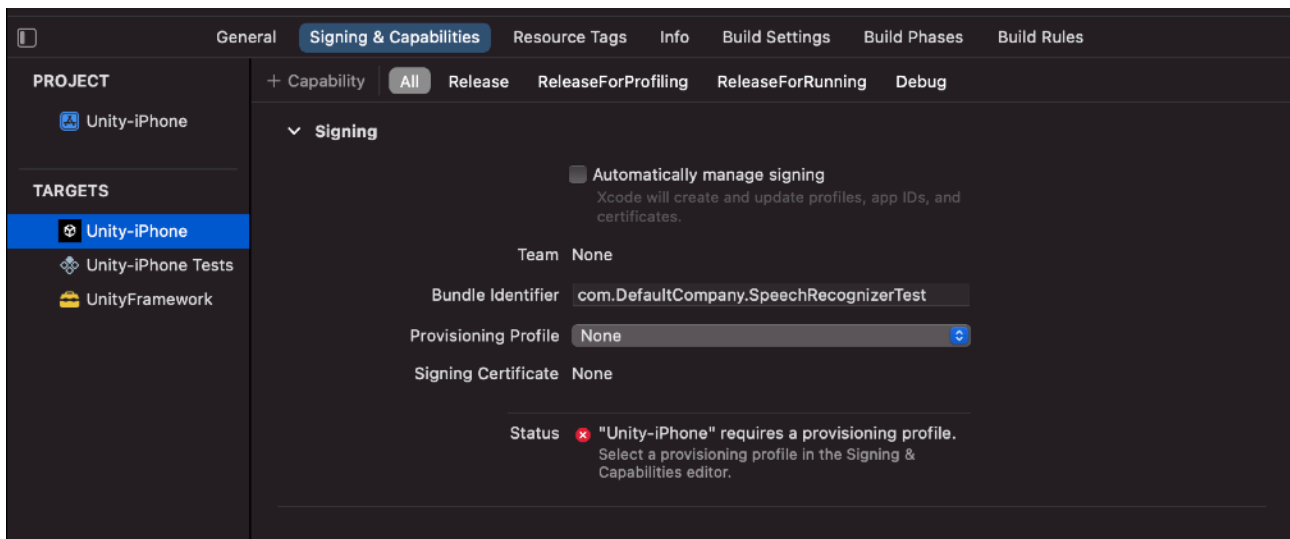 General Signing & Capabilities Resource Tags Info Build Settings Build Phases Build Rules
PROJECT
Unity-iPhone
TARGETS
Unity-iPhone
Unity-iPhone Tests
UnityFramework
+ Capability All Release ReleaseForProfiling ReleaseForRunning Debug
Signing
Automatically manage signing
Xcode will create and update profiles, app IDs, and
certificates.
Team None
Bundle Identifier com.DefaultCompany.SpeechRecognizerTest
Provisioning Profile None
Signing Certificate None
Status "Unity-iPhone" requires a provisioning profile.
Select a provisioning profile in the Signing &
Capabilities editor.